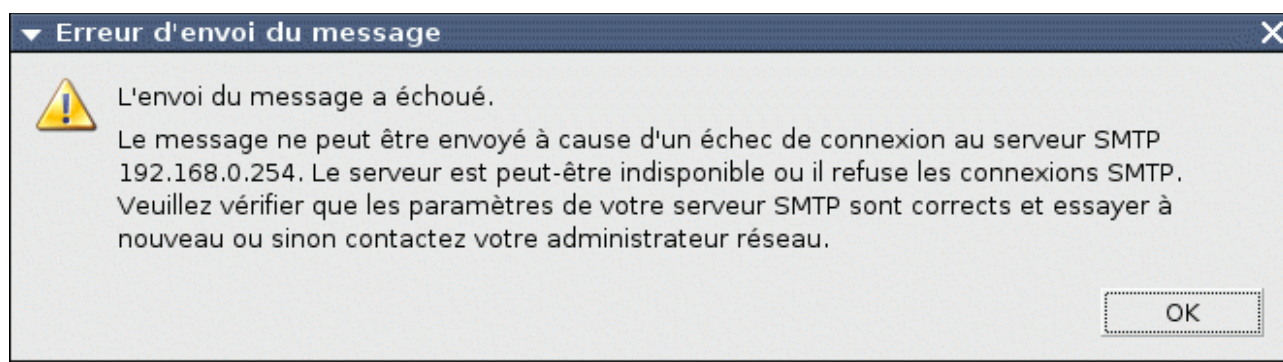 Erreur d'envoi du message
L'envoi du message a échoué.
Le message ne peut être envoyé à cause d'un échec de connexion au serveur SMTP
192.168.0.254. Le serveur est peut-être indisponible ou il refuse les connexions SMTP.
Veuillez vérifier que les paramètres de votre serveur SMTP sont corrects et essayer à
nouveau ou sinon contactez votre administrateur réseau.
OK